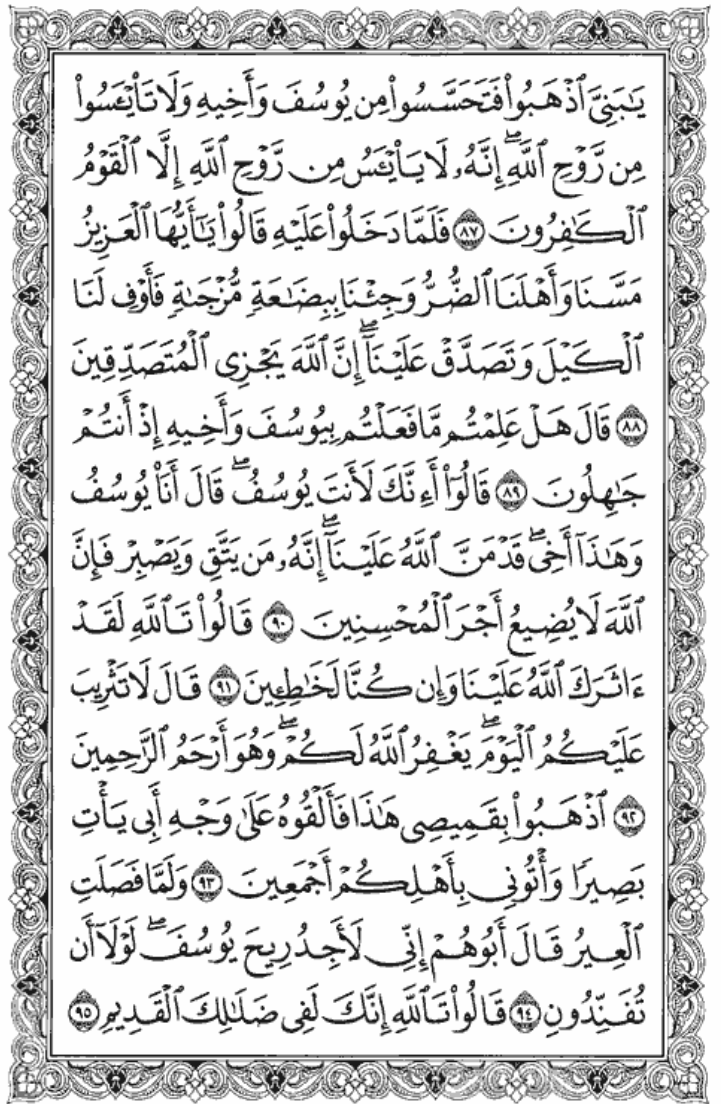 يَـٰبَنِىَّ ٱذْهَبُوا۟ فَتَحَسَّسُوا۟ مِن يُوسُفَ وَأَخِيهِ وَلَا تَا۟يْـَٔسُوا۟
مِن رَّوْحِ ٱللَّهِ ۖ إِنَّهُۥ لَا يَا۟يْـَٔسُ مِن رَّوْحِ ٱللَّهِ إِلَّا ٱلْقَوْمُ
ٱلْكَـٰفِرُونَ ٨٧ فَلَمَّا دَخَلُوا۟ عَلَيْهِ قَالُوا۟ يَـٰٓأَيُّهَا ٱلْعَزِيزُ
مَسَّنَا وَأَهْلَنَا ٱلضُّرُّ وَجِئْنَا بِبِضَـٰعَةٍ مُّزْجَىٰةٍ فَأَوْفِ لَنَا
ٱلْكَيْلَ وَتَصَدَّقْ عَلَيْنَآ ۖ إِنَّ ٱللَّهَ يَجْزِى ٱلْمُتَصَدِّقِينَ
٨٨ قَالَ هَلْ عَلِمْتُم مَّا فَعَلْتُم بِيُوسُفَ وَأَخِيهِ إِذْ أَنتُمْ
جَـٰهِلُونَ ٨٩ قَالُوٓا۟ أَءِنَّكَ لَأَنتَ يُوسُفُ ۖ قَالَ أَنَا۠ يُوسُفُ
وَهَـٰذَآ أَخِى ۖ قَدْ مَنَّ ٱللَّهُ عَلَيْنَآ ۖ إِنَّهُۥ مَن يَتَّقِ وَيَصْبِرْ فَإِنَّ
ٱللَّهَ لَا يُضِيعُ أَجْرَ ٱلْمُحْسِنِينَ ٩٠ قَالُوا۟ تَٱللَّهِ لَقَدْ
ءَاثَرَكَ ٱللَّهُ عَلَيْنَا وَإِن كُنَّا لَخَـٰطِـِٔينَ ٩١ قَالَ لَا تَثْرِيبَ
عَلَيْكُمُ ٱلْيَوْمَ ۖ يَغْفِرُ ٱللَّهُ لَكُمْ ۖ وَهُوَ أَرْحَمُ ٱلرَّٰحِمِينَ
٩٢ ٱذْهَبُوا۟ بِقَمِيصِى هَـٰذَا فَأَلْقُوهُ عَلَىٰ وَجْهِ أَبِى يَأْتِ
بَصِيرًا وَأْتُونِى بِأَهْلِكُمْ أَجْمَعِينَ ٩٣ وَلَمَّا فَصَلَتِ
ٱلْعِيرُ قَالَ أَبُوهُمْ إِنِّى لَأَجِدُ رِيحَ يُوسُفَ ۖ لَوْلَآ أَن
تُفَنِّدُونِ ٩٤ قَالُوا۟ تَٱللَّهِ إِنَّكَ لَفِى ضَلَـٰلِكَ ٱلْقَدِيمِ ٩٥